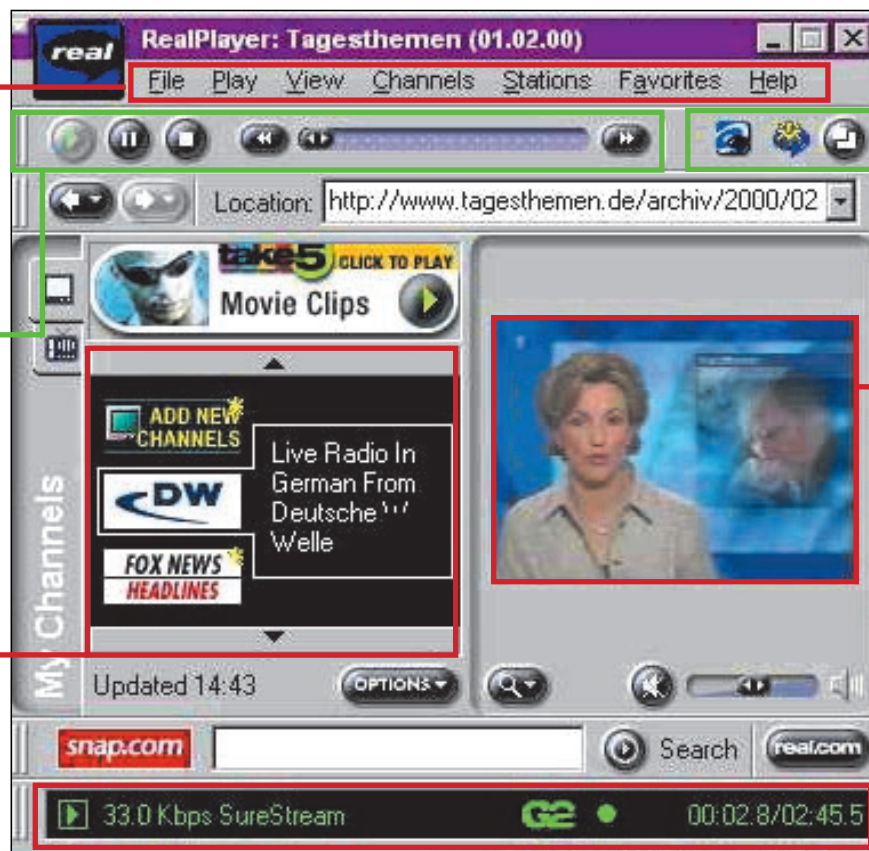 real
RealPlayer: Tagesthemen (01.02.00)
File Play View Channels Stations Favorites Help
Location: http://www.tagesthemen.de/archiv/2000/02
take5 CLICK TO PLAY
Movie Clips
ADD NEW
CHANNELS
DW
FOX NEWS
HEADLINES
Live Radio In
German From
Deutsche
Welle
My Channels
Updated 14:43
OPTIONS
snap.com
Search
real.com
33.0 Kbps SureStream
G2
00:02.8/02:45.5